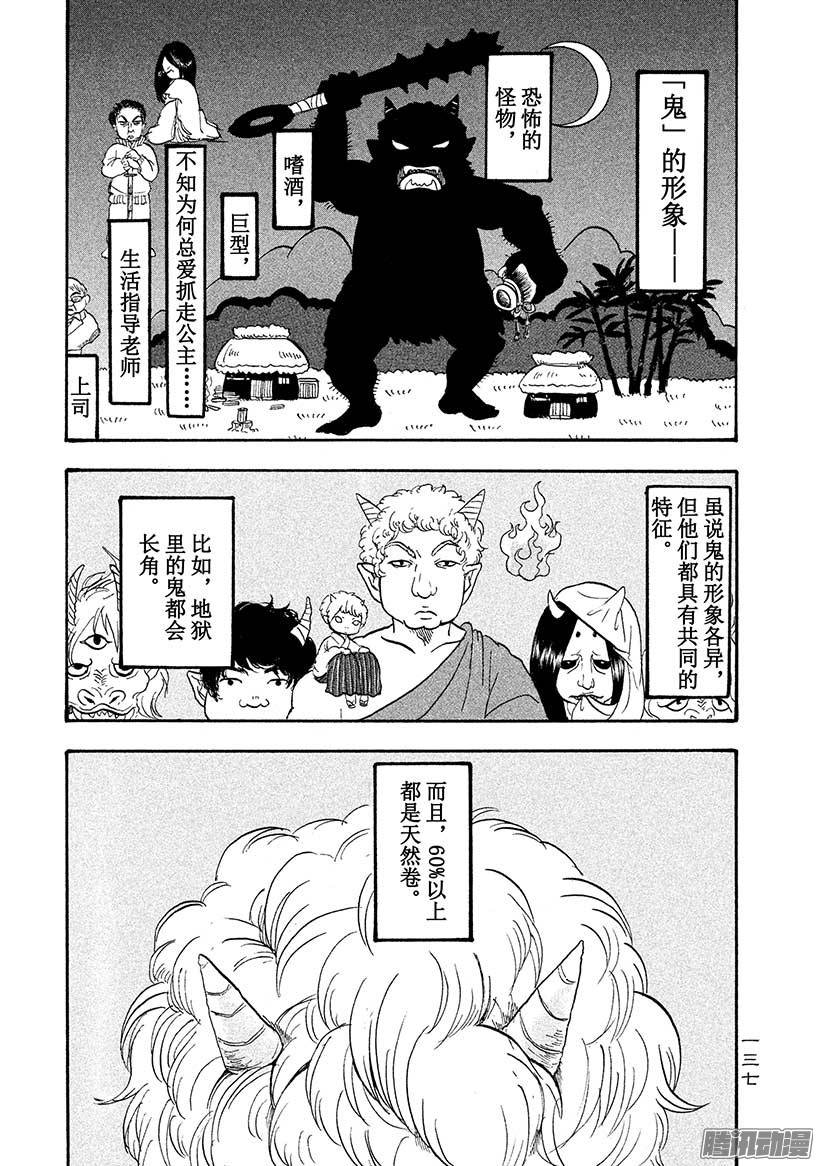 「鬼」的形象——
恐怖的
怪物，
嗜酒，
巨型，
不知为何总爱抓走公主……
生活指导老师
上司
虽说鬼的形象各异，
但他们都具有共同的
特征。
比如，地狱
里的鬼都会
长角。
而且，60%以上
都是天然卷。
一三七
腾讯动漫